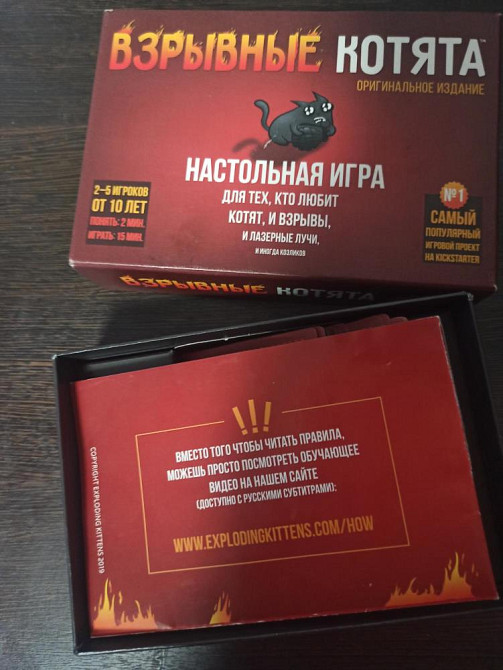 ВЗРЫВНЫЕ КОТЯТА™
ОРИГИНАЛЬНОЕ ИЗДАНИЕ
НАСТОЛЬНАЯ ИГРА
ДЛЯ ТЕХ, КТО ЛЮБИТ
КОТЯТ, И ВЗРЫВЫ,
И ЛАЗЕРНЫЕ ЛУЧИ,
И ИНОГДА КОЗЛИКОВ
2–5 ИГРОКОВ
ОТ 10 ЛЕТ
ПОНЯТЬ: 2 МИН.
ИГРАТЬ: 15 МИН.
№1
САМЫЙ
ПОПУЛЯРНЫЙ
ИГРОВОЙ ПРОЕКТ
НА KICKSTARTER
ВЗРЫВНЫЕ КОТЯТА
!!!
ВМЕСТО ТОГО ЧТОБЫ ЧИТАТЬ ПРАВИЛА,
МОЖЕШЬ ПРОСТО ПОСМОТРЕТЬ ОБУЧАЮЩЕЕ
ВИДЕО НА НАШЕМ САЙТЕ
(ДОСТУПНО С РУССКИМИ СУБТИТРАМИ):
WWW.EXPLODINGKITTENS.COM/HOW
COPYRIGHT EXPLODING KITTENS 2019